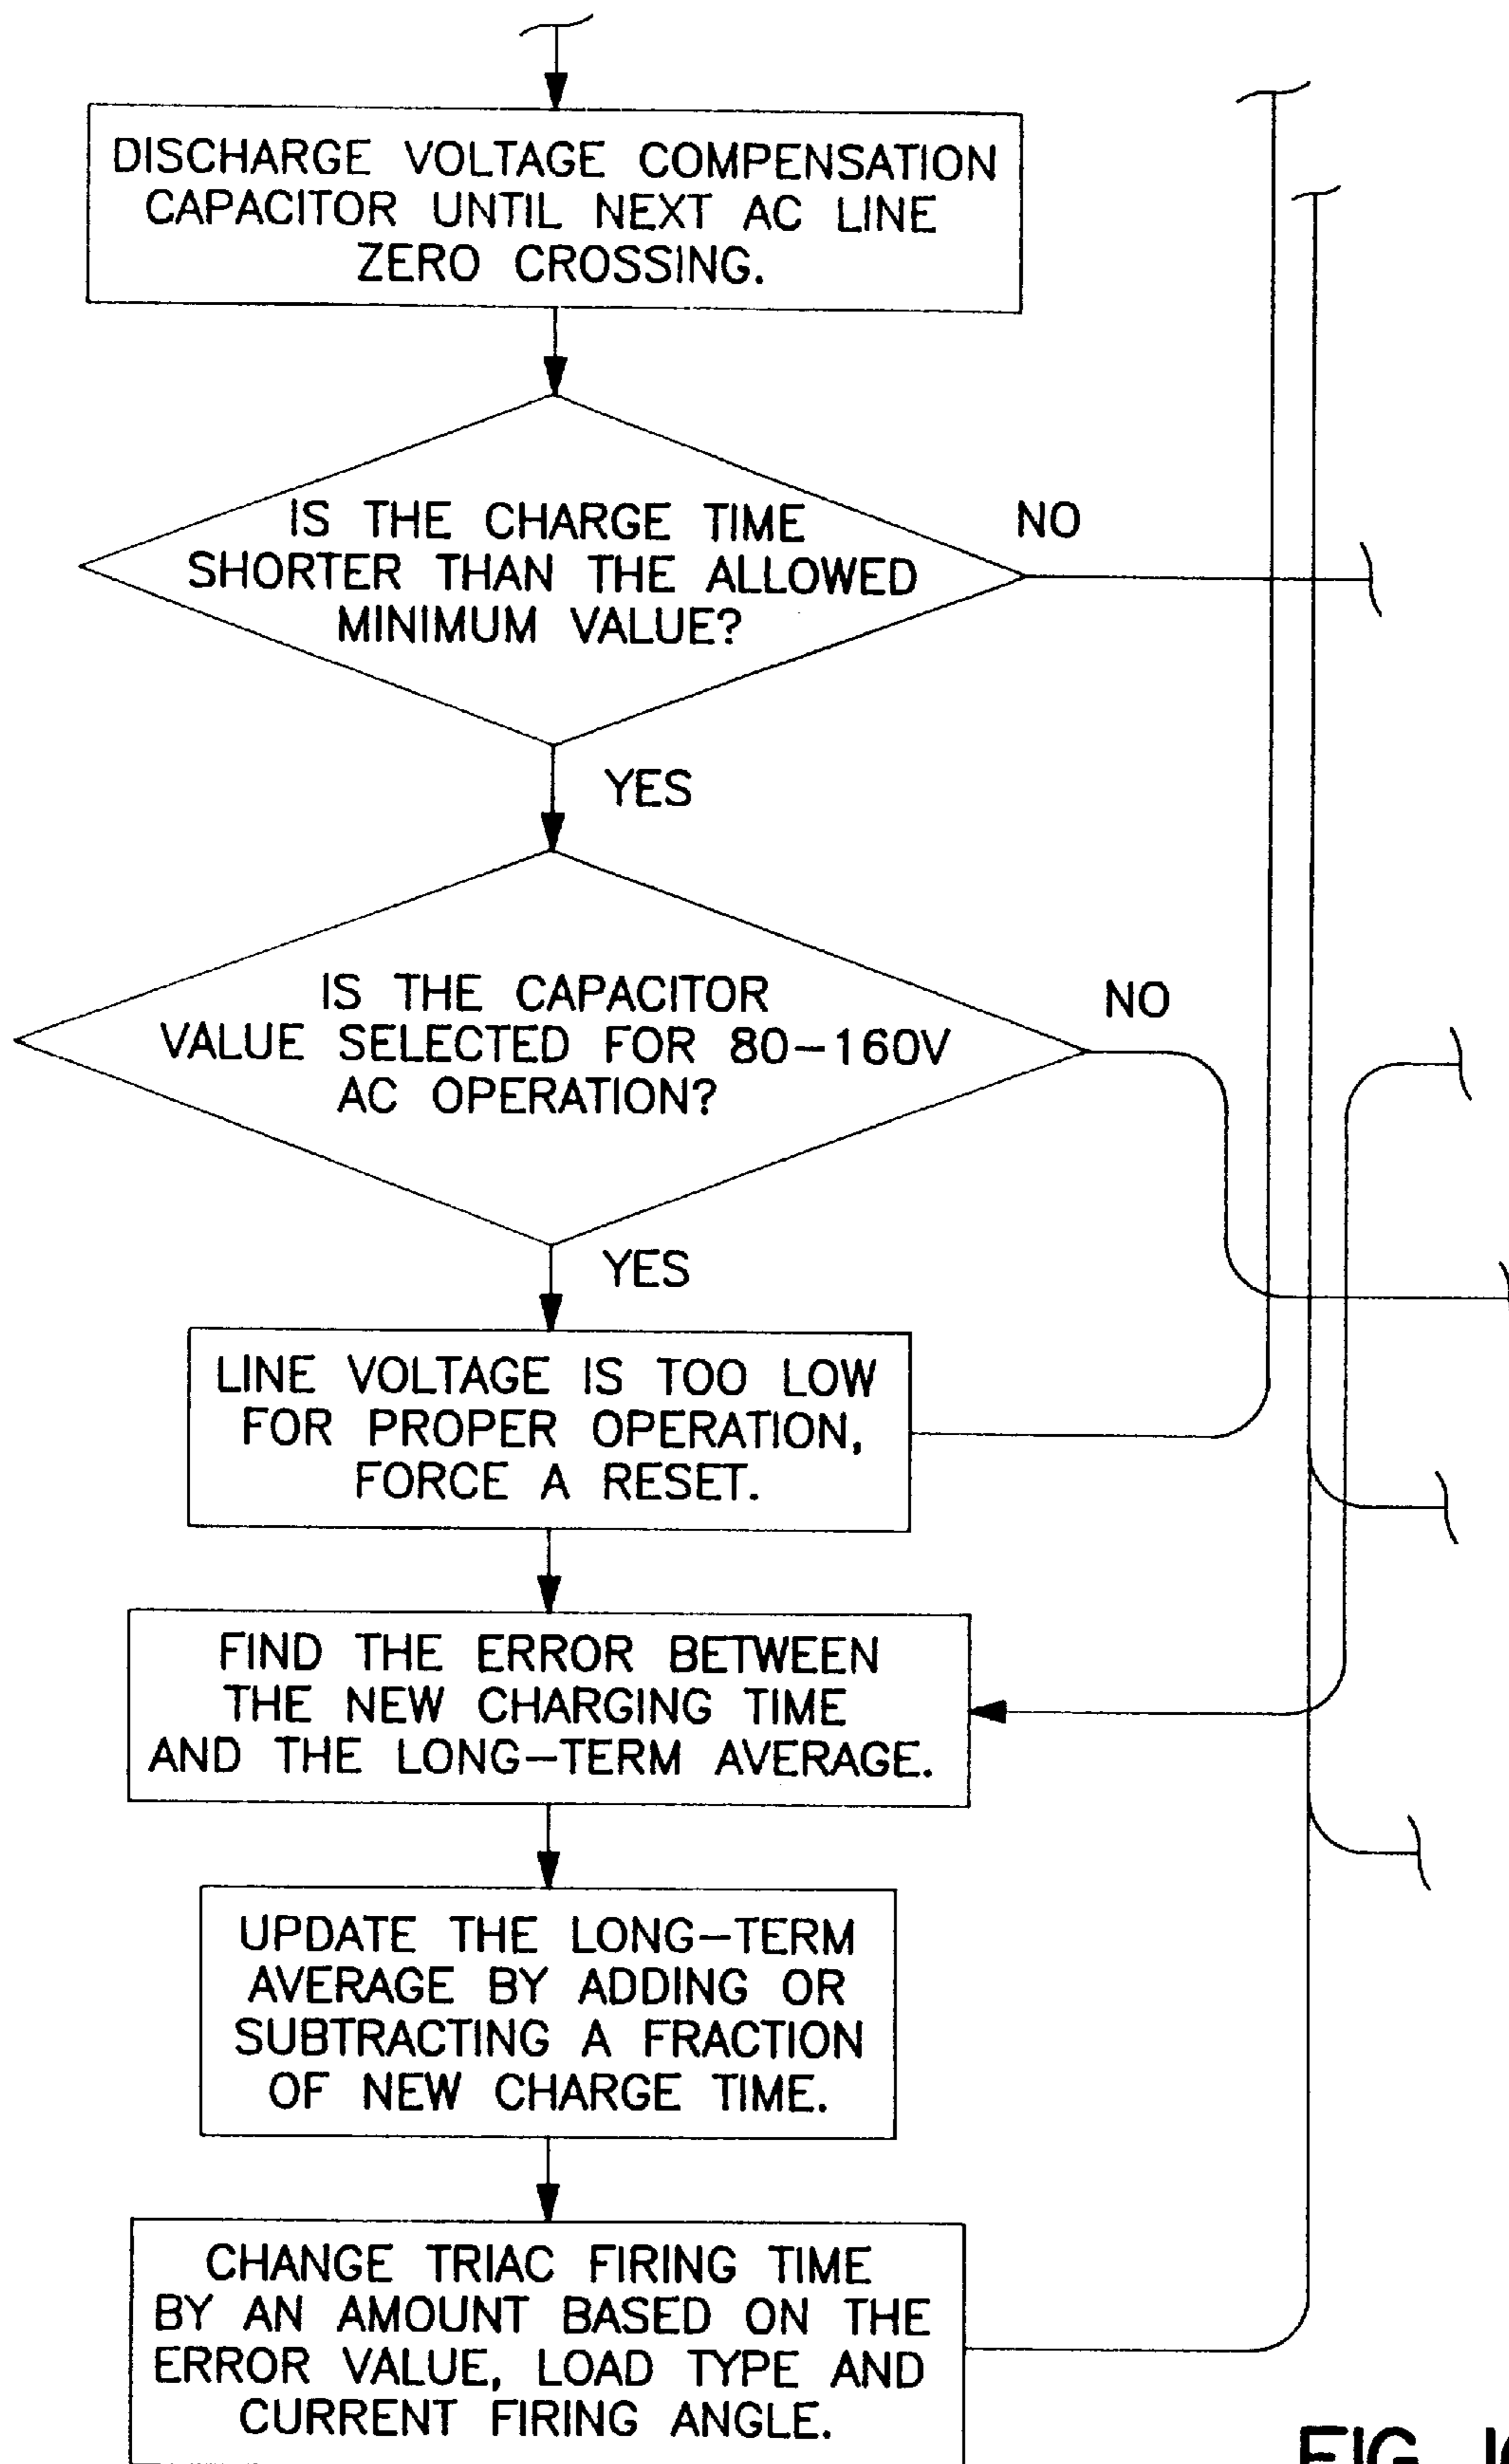 DISCHARGE VOLTAGE COMPENSATION
CAPACITOR UNTIL NEXT AC LINE
ZERO CROSSING.
IS THE CHARGE TIME
SHORTER THAN THE ALLOWED
MINIMUM VALUE?
NO
YES
IS THE CAPACITOR
VALUE SELECTED FOR 80-160V
AC OPERATION?
NO
YES
LINE VOLTAGE IS TOO LOW
FOR PROPER OPERATION,
FORCE A RESET.
FIND THE ERROR BETWEEN
THE NEW CHARGING TIME
AND THE LONG-TERM AVERAGE.
UPDATE THE LONG-TERM
AVERAGE BY ADDING OR
SUBTRACTING A FRACTION
OF NEW CHARGE TIME.
CHANGE TRIAC FIRING TIME
BY AN AMOUNT BASED ON THE
ERROR VALUE, LOAD TYPE AND
CURRENT FIRING ANGLE.
FIG.